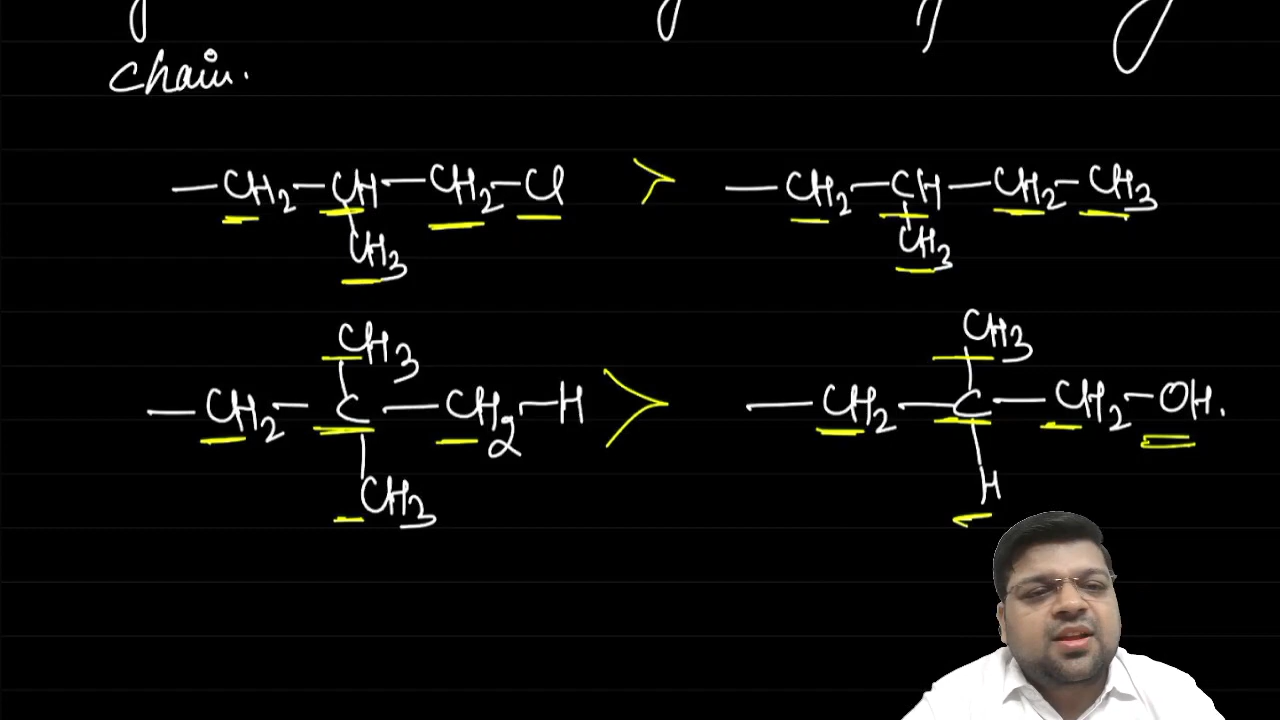 chain.
—CH₂—CH—CH₂—Cl > —CH₂—CH—CH₂—CH₃
CH₃ CH₃
CH₃ CH₃
—CH₂—C—CH₂—H > —CH₂—C—CH₂—OH.
CH₃ H